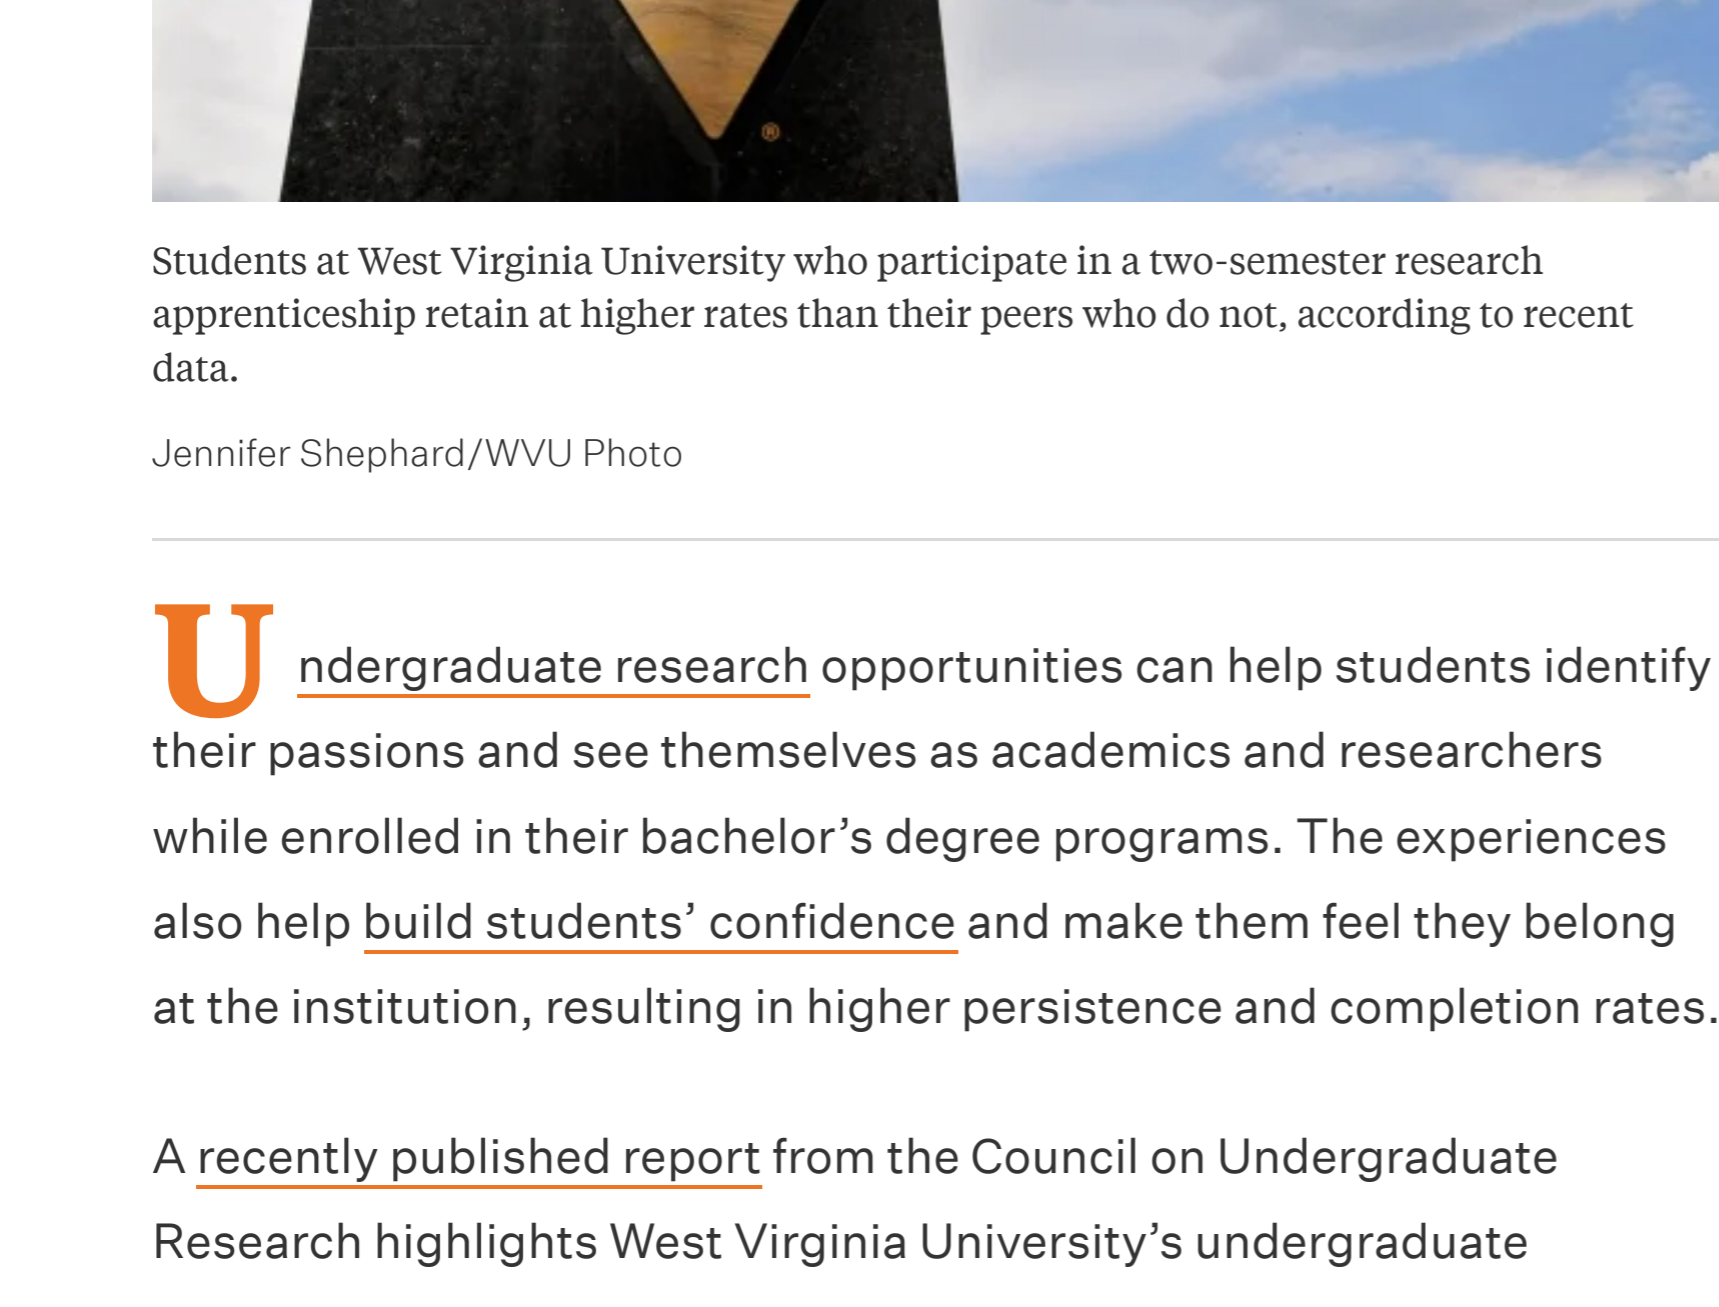 ®
Students at West Virginia University who participate in a two-semester research
apprenticeship retain at higher rates than their peers who do not, according to recent
data.
Jennifer Shephard/WVU Photo
Undergraduate research opportunities can help students identify
their passions and see themselves as academics and researchers
while enrolled in their bachelor’s degree programs. The experiences
also help build students’ confidence and make them feel they belong
at the institution, resulting in higher persistence and completion rates.
A recently published report from the Council on Undergraduate
Research highlights West Virginia University’s undergraduate